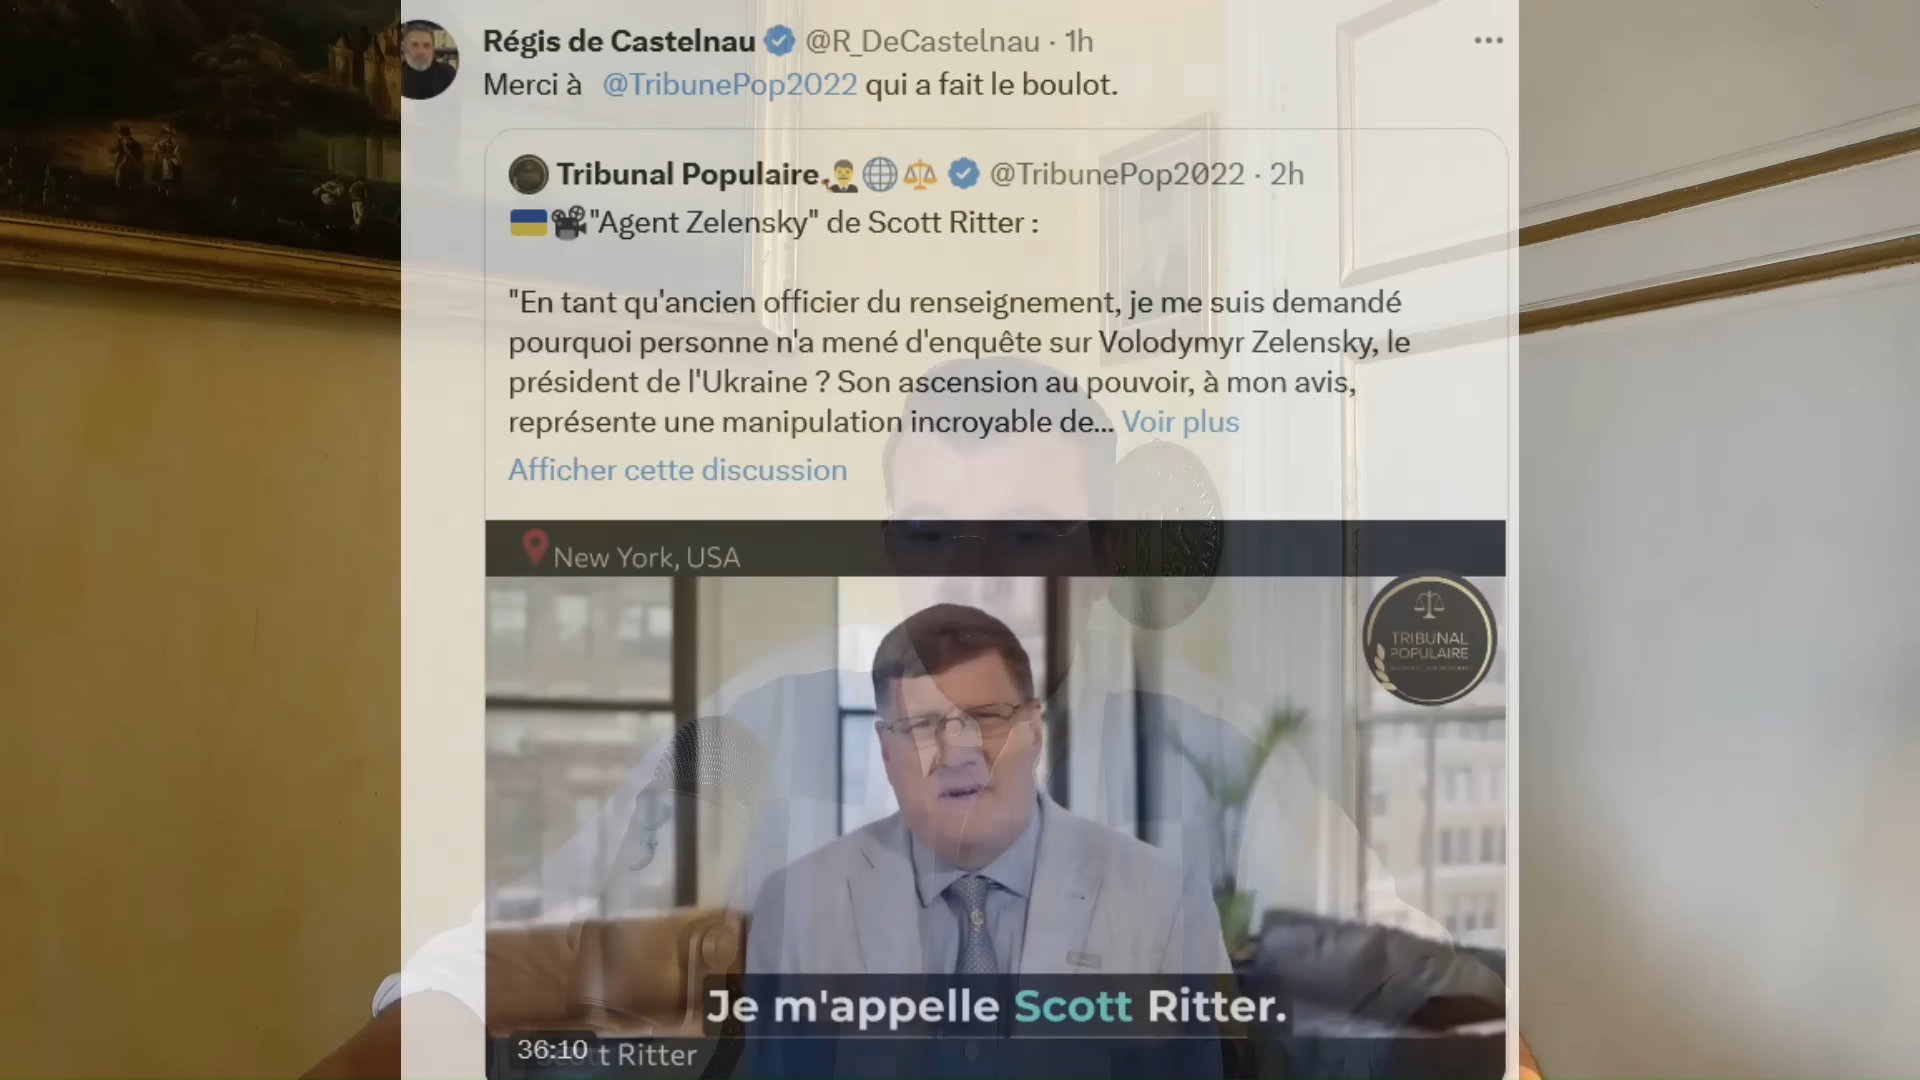 Régis de Castelnau @R_DeCastelnau · 1h
Merci à @TribunePop2022 qui a fait le boulot.
Tribunal Populaire @TribunePop2022 · 2h
"Agent Zelensky" de Scott Ritter :
"En tant qu'ancien officier du renseignement, je me suis demandé
pourquoi personne n'a mené d'enquête sur Volodymyr Zelensky, le
président de l'Ukraine ? Son ascension au pouvoir, à mon avis,
représente une manipulation incroyable de... Voir plus
Afficher cette discussion
New York, USA
TRIBUNAL
POPULAIRE
Je m'appelle Scott Ritter.
36:10
t Ritter